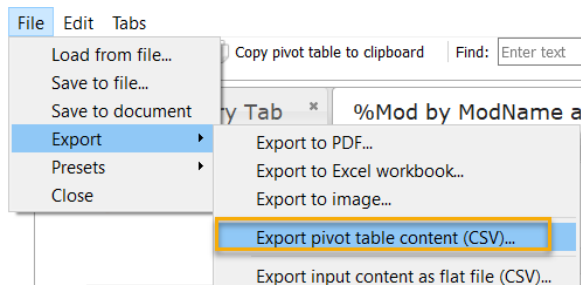 File Edit Tabs
Load from file...
Copy pivot table to clipboard Find: Enter text
Save to file...
Save to document
Tab × %Mod by ModName a
Export
Export to PDF...
Presets
Export to Excel workbook...
Close
Export to image...
Export pivot table content (CSV)...
Export input content as flat file (CSV)...